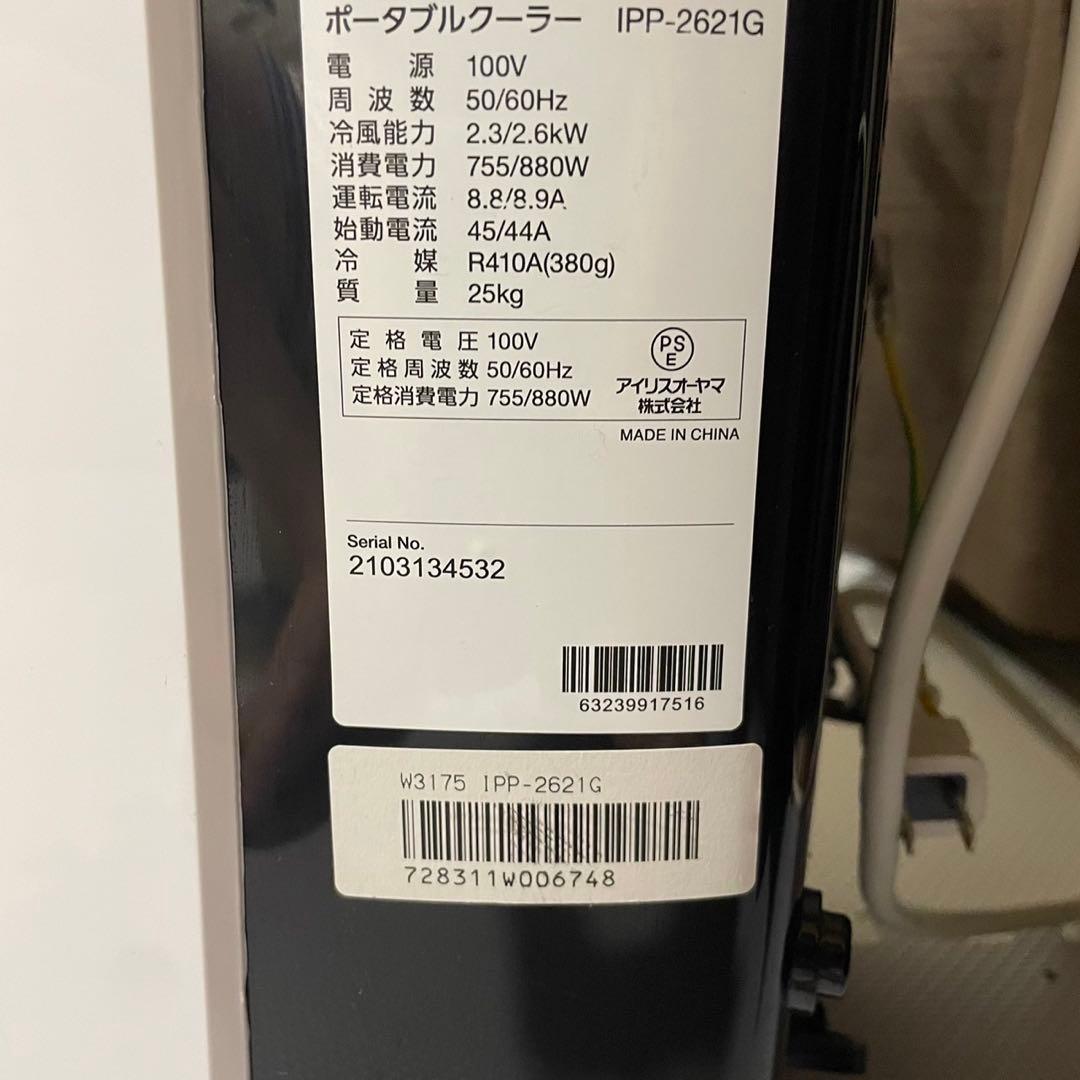 ポータブルクーラー IPP-2621G
電源 100V
周波数 50/60Hz
冷風能力 2.3/2.6kW
消費電力 755/880W
運転電流 8.8/8.9A
始動電流 45/44A
冷媒 R410A(380g)
質量 25kg
定格電圧 100V
定格周波数 50/60Hz
定格消費電力 755/880W
PS
E
アイリスオーヤマ
株式会社
MADE IN CHINA
Serial No.
2103134532
63239917516
W3175 IPP-2621G
728311W006748